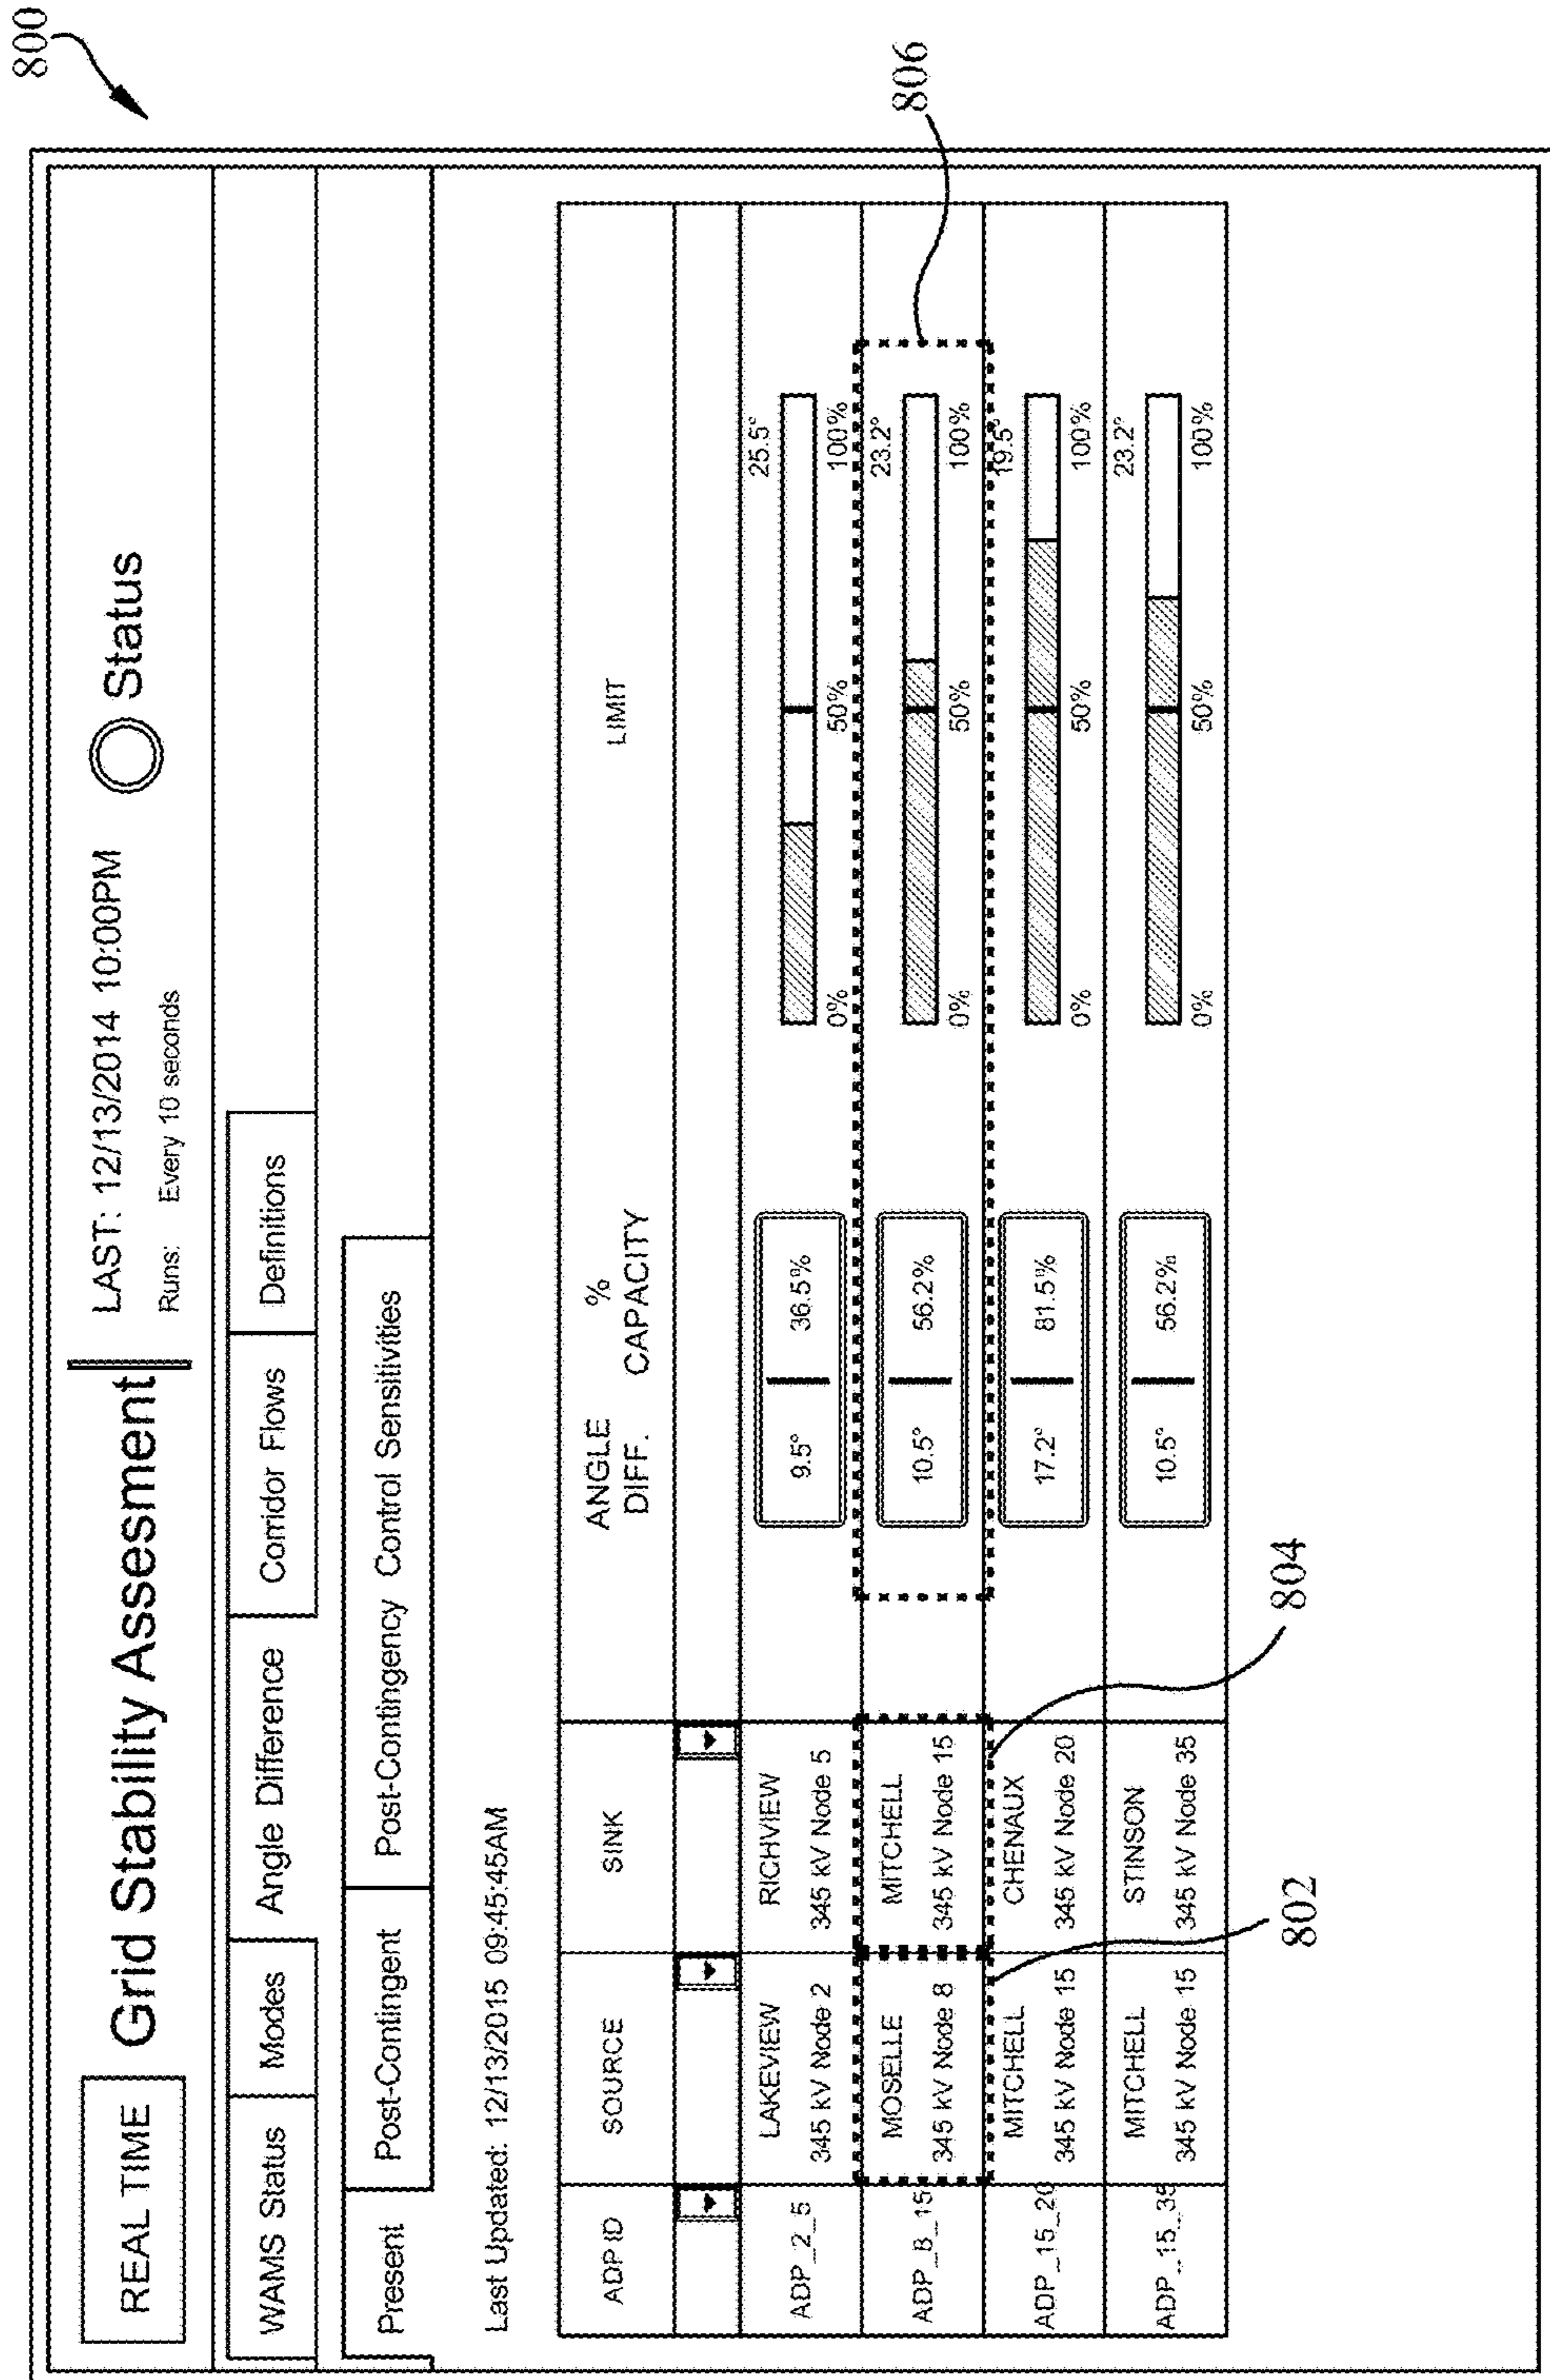 800
REAL TIME Grid Stability Assesment LAST: 12/13/2014 10:00PM Status
Runs: Every 10 seconds
WAMS Status Modes Angle Difference Corridor Flows Definitions
Present Post-Contingent Post-Contingency Control Sensitivities
Last Updated: 12/13/2015 09:45:45AM
ADP ID SOURCE SINK ANGLE DIFF. % CAPACITY LIMIT
ADP_2_5 LAKEVIEW RICHVIEW 9.5° 36.5% 25.5°
345 kV Node 2 345 kV Node 5 0% 50% 100%
ADP_8_15 MOSELLE MITCHELL 10.5° 56.2% 23.2°
345 kV Node 8 345 kV Node 15 0% 50% 100%
ADP_15_20 MITCHELL CHENAUX 17.2° 81.5% 19.5°
345 kV Node 15 345 kV Node 20 0% 50% 100%
ADP_15_35 MITCHELL STINSON 10.5° 56.2% 23.2°
345 kV Node 15 345 kV Node 35 0% 50% 100%
802
804
806